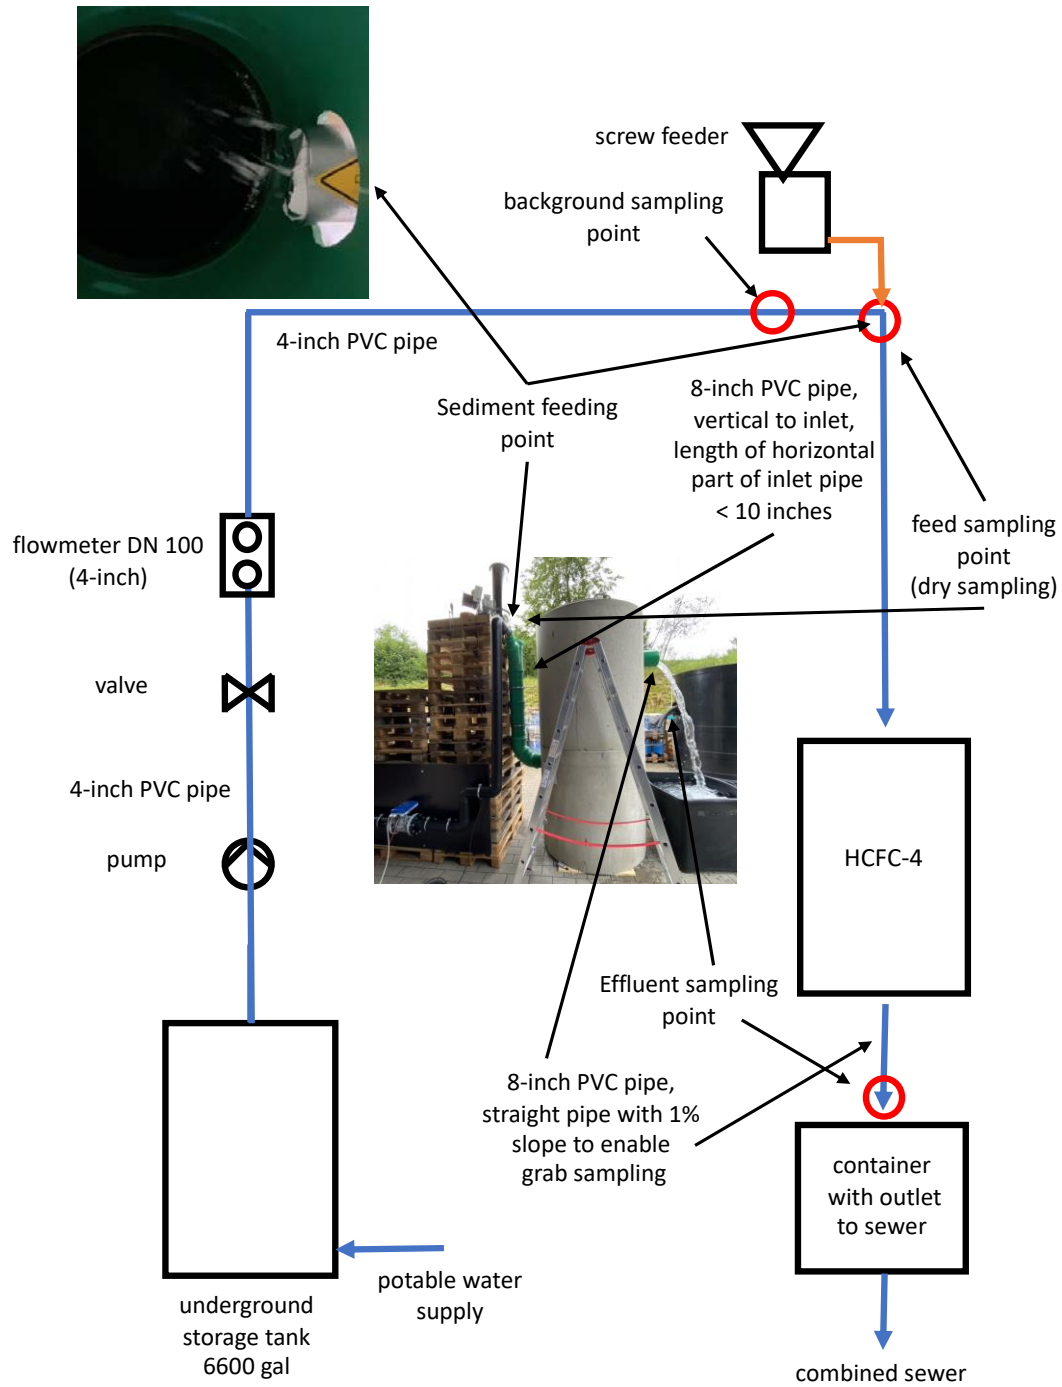 screw feeder
background sampling
point
4-inch PVC pipe
Sediment feeding
point
8-inch PVC pipe,
vertical to inlet,
length of horizontal
part of inlet pipe
< 10 inches
feed sampling
point
(dry sampling)
flowmeter DN 100
(4-inch)
valve
4-inch PVC pipe
pump
HCFC-4
Effluent sampling
point
8-inch PVC pipe,
straight pipe with 1%
slope to enable
grab sampling
container
with outlet
to sewer
potable water
supply
underground
storage tank
6600 gal
combined sewer